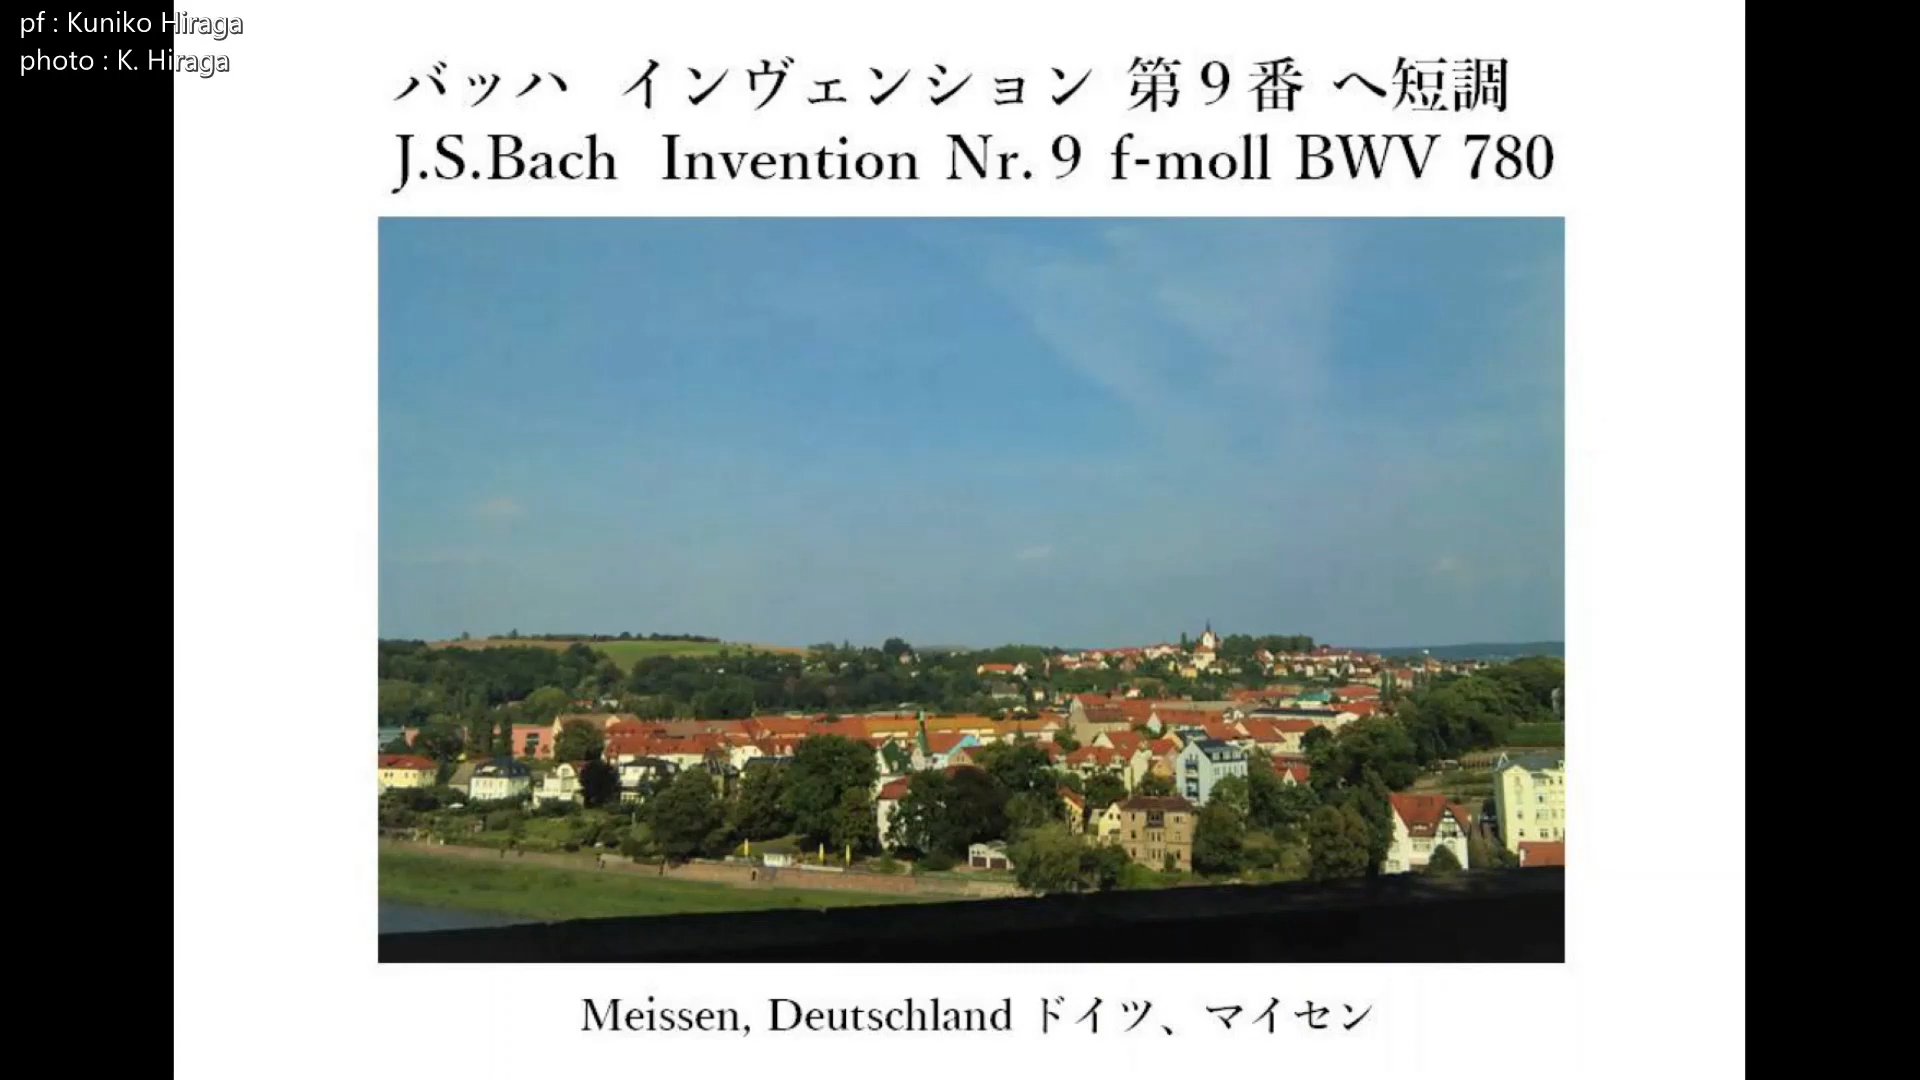 pf : Kuniko Hiraga
photo : K. Hiraga
バッハ インヴェンション 第9番 ヘ短調
J.S.Bach Invention Nr. 9 f-moll BWV 780
Meissen, Deutschland ドイツ、マイセン